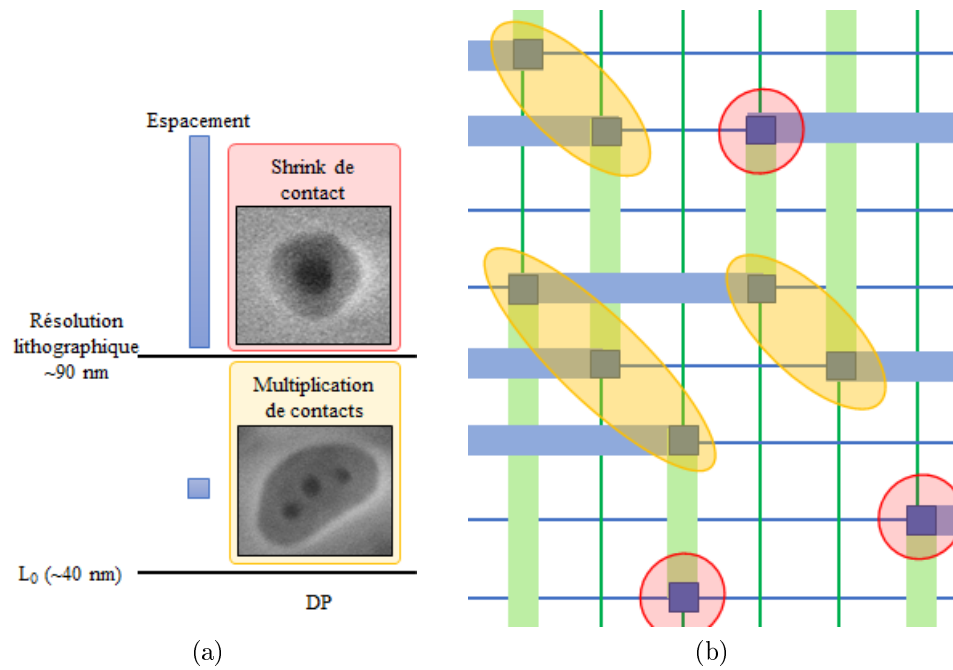 Espacement
Shrink de
contact
Résolution
lithographique
~90 nm
Multiplication
de contacts
L₀ (~40 nm)
DP
(a)
(b)